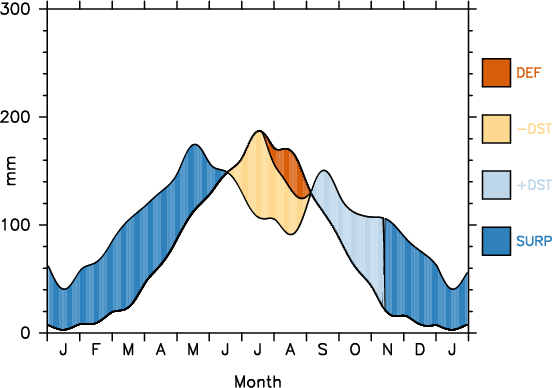 300
200
100
0
mm
J F M A M J J A S O N D J
Month
DEF
−DST
+DST
SURP